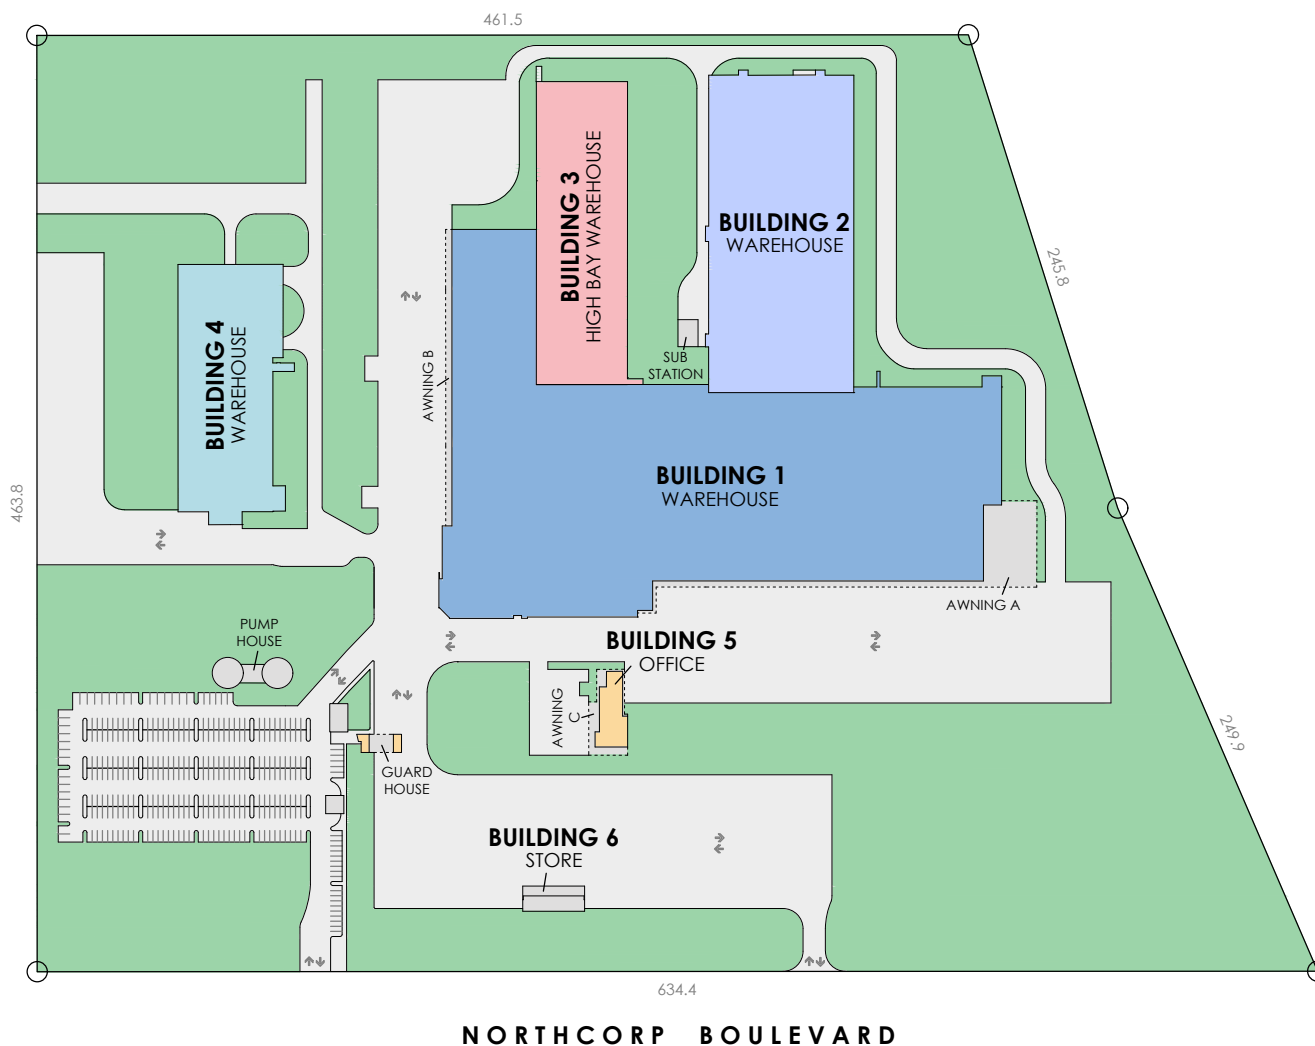 461.5
BUILDING 3
HIGH BAY WAREHOUSE
BUILDING 2
WAREHOUSE
245.8
BUILDING 4
WAREHOUSE
AWNING B
SUB
STATION
463.8
BUILDING 1
WAREHOUSE
AWNING A
PUMP
HOUSE
BUILDING 5
OFFICE
AWNING
C
249.9
GUARD
HOUSE
BUILDING 6
STORE
634.4
NORTHCORP BOULEVARD